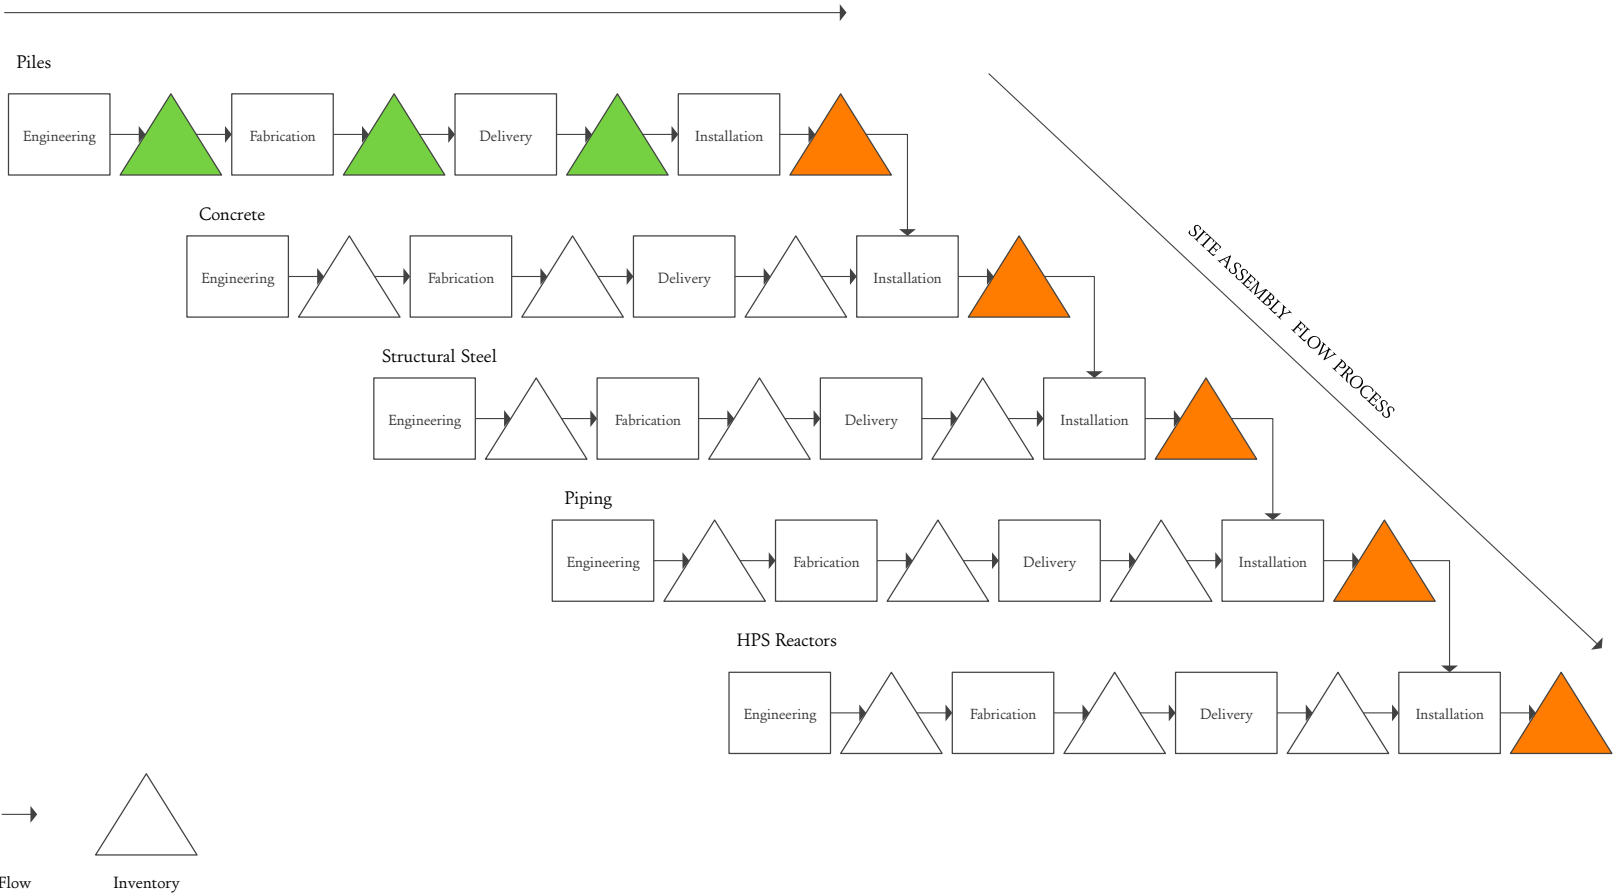 Piles
Engineering
Fabrication
Delivery
Installation
Concrete
Engineering
Fabrication
Delivery
Installation
SITE ASSEMBLY FLOW PROCESS
Structural Steel
Engineering
Fabrication
Delivery
Installation
Piping
Engineering
Fabrication
Delivery
Installation
HPS Reactors
Engineering
Fabrication
Delivery
Installation
Flow
Inventory